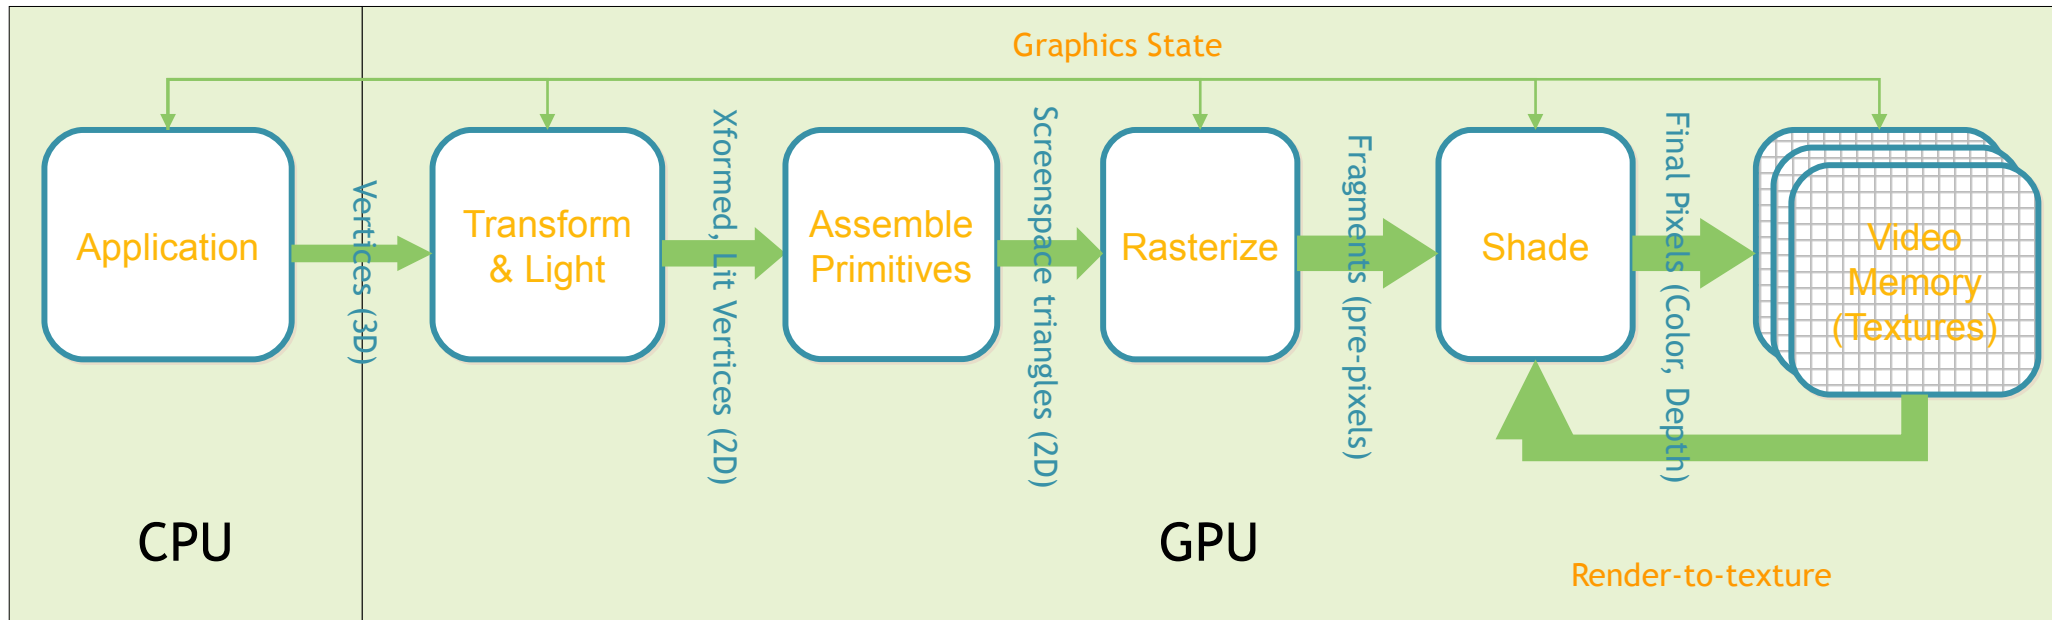 Graphics State
Application
Vertices (3D)
Transform
& Light
Xformed, Lit Vertices (2D)
Assemble
Primitives
Screenspace triangles (2D)
Rasterize
Fragments (pre-pixels)
Shade
Final Pixels (Color, Depth)
Video
Memory
(Textures)
CPU
GPU
Render-to-texture